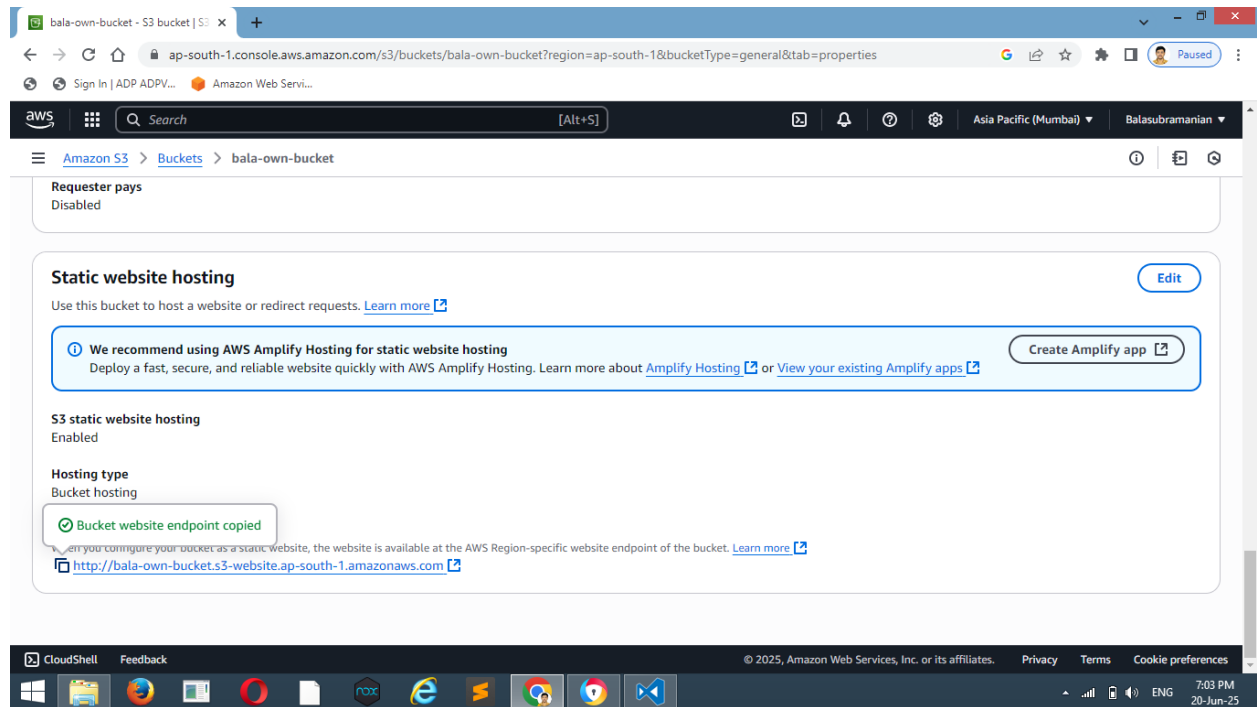 bala-own-bucket - S3 bucket | S3
ap-south-1.console.aws.amazon.com/s3/buckets/bala-own-bucket?region=ap-south-1&bucketType=general&tab=properties
Paused
Sign In | ADP ADPV...
Amazon Web Servi...
aws
Search
[Alt+S]
Asia Pacific (Mumbai)
Balasubramanian
Amazon S3 > Buckets > bala-own-bucket
Requester pays
Disabled
Static website hosting
Edit
Use this bucket to host a website or redirect requests. Learn more
We recommend using AWS Amplify Hosting for static website hosting
Deploy a fast, secure, and reliable website quickly with AWS Amplify Hosting. Learn more about Amplify Hosting or View your existing Amplify apps
Create Amplify app
S3 static website hosting
Enabled
Hosting type
Bucket hosting
Bucket website endpoint copied
When you configure your bucket as a static website, the website is available at the AWS Region-specific website endpoint of the bucket. Learn more
http://bala-own-bucket.s3-website.ap-south-1.amazonaws.com
CloudShell
Feedback
© 2025, Amazon Web Services, Inc. or its affiliates.
Privacy
Terms
Cookie preferences
nox
ENG
7:03 PM
20-Jun-25